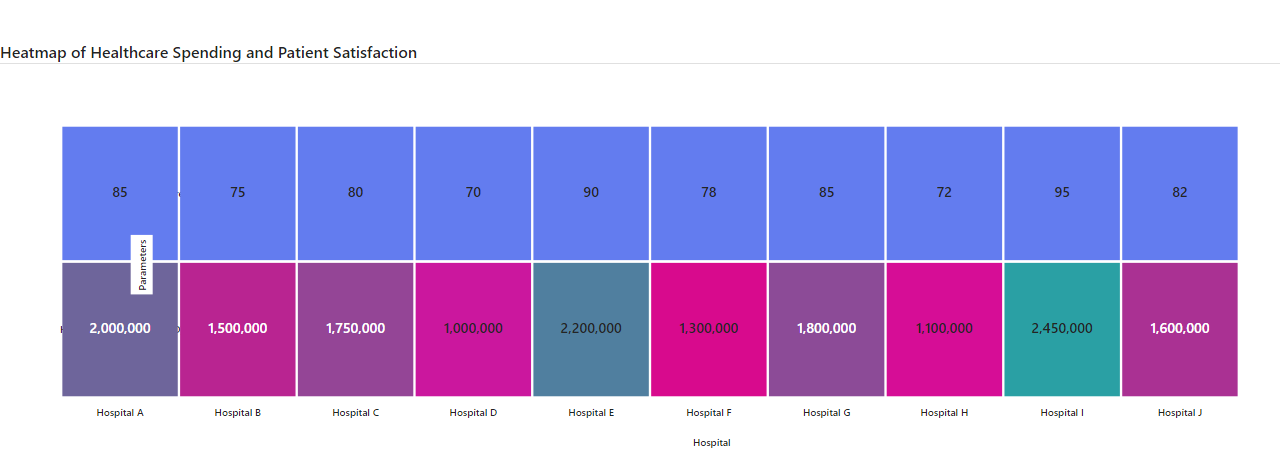 Heatmap of Healthcare Spending and Patient Satisfaction
85 75 80 70 90 78 85 72 95 82
Parameters
2,000,000 1,500,000 1,750,000 1,000,000 2,200,000 1,300,000 1,800,000 1,100,000 2,450,000 1,600,000
Hospital A Hospital B Hospital C Hospital D Hospital E Hospital F Hospital G Hospital H Hospital I Hospital J
Hospital